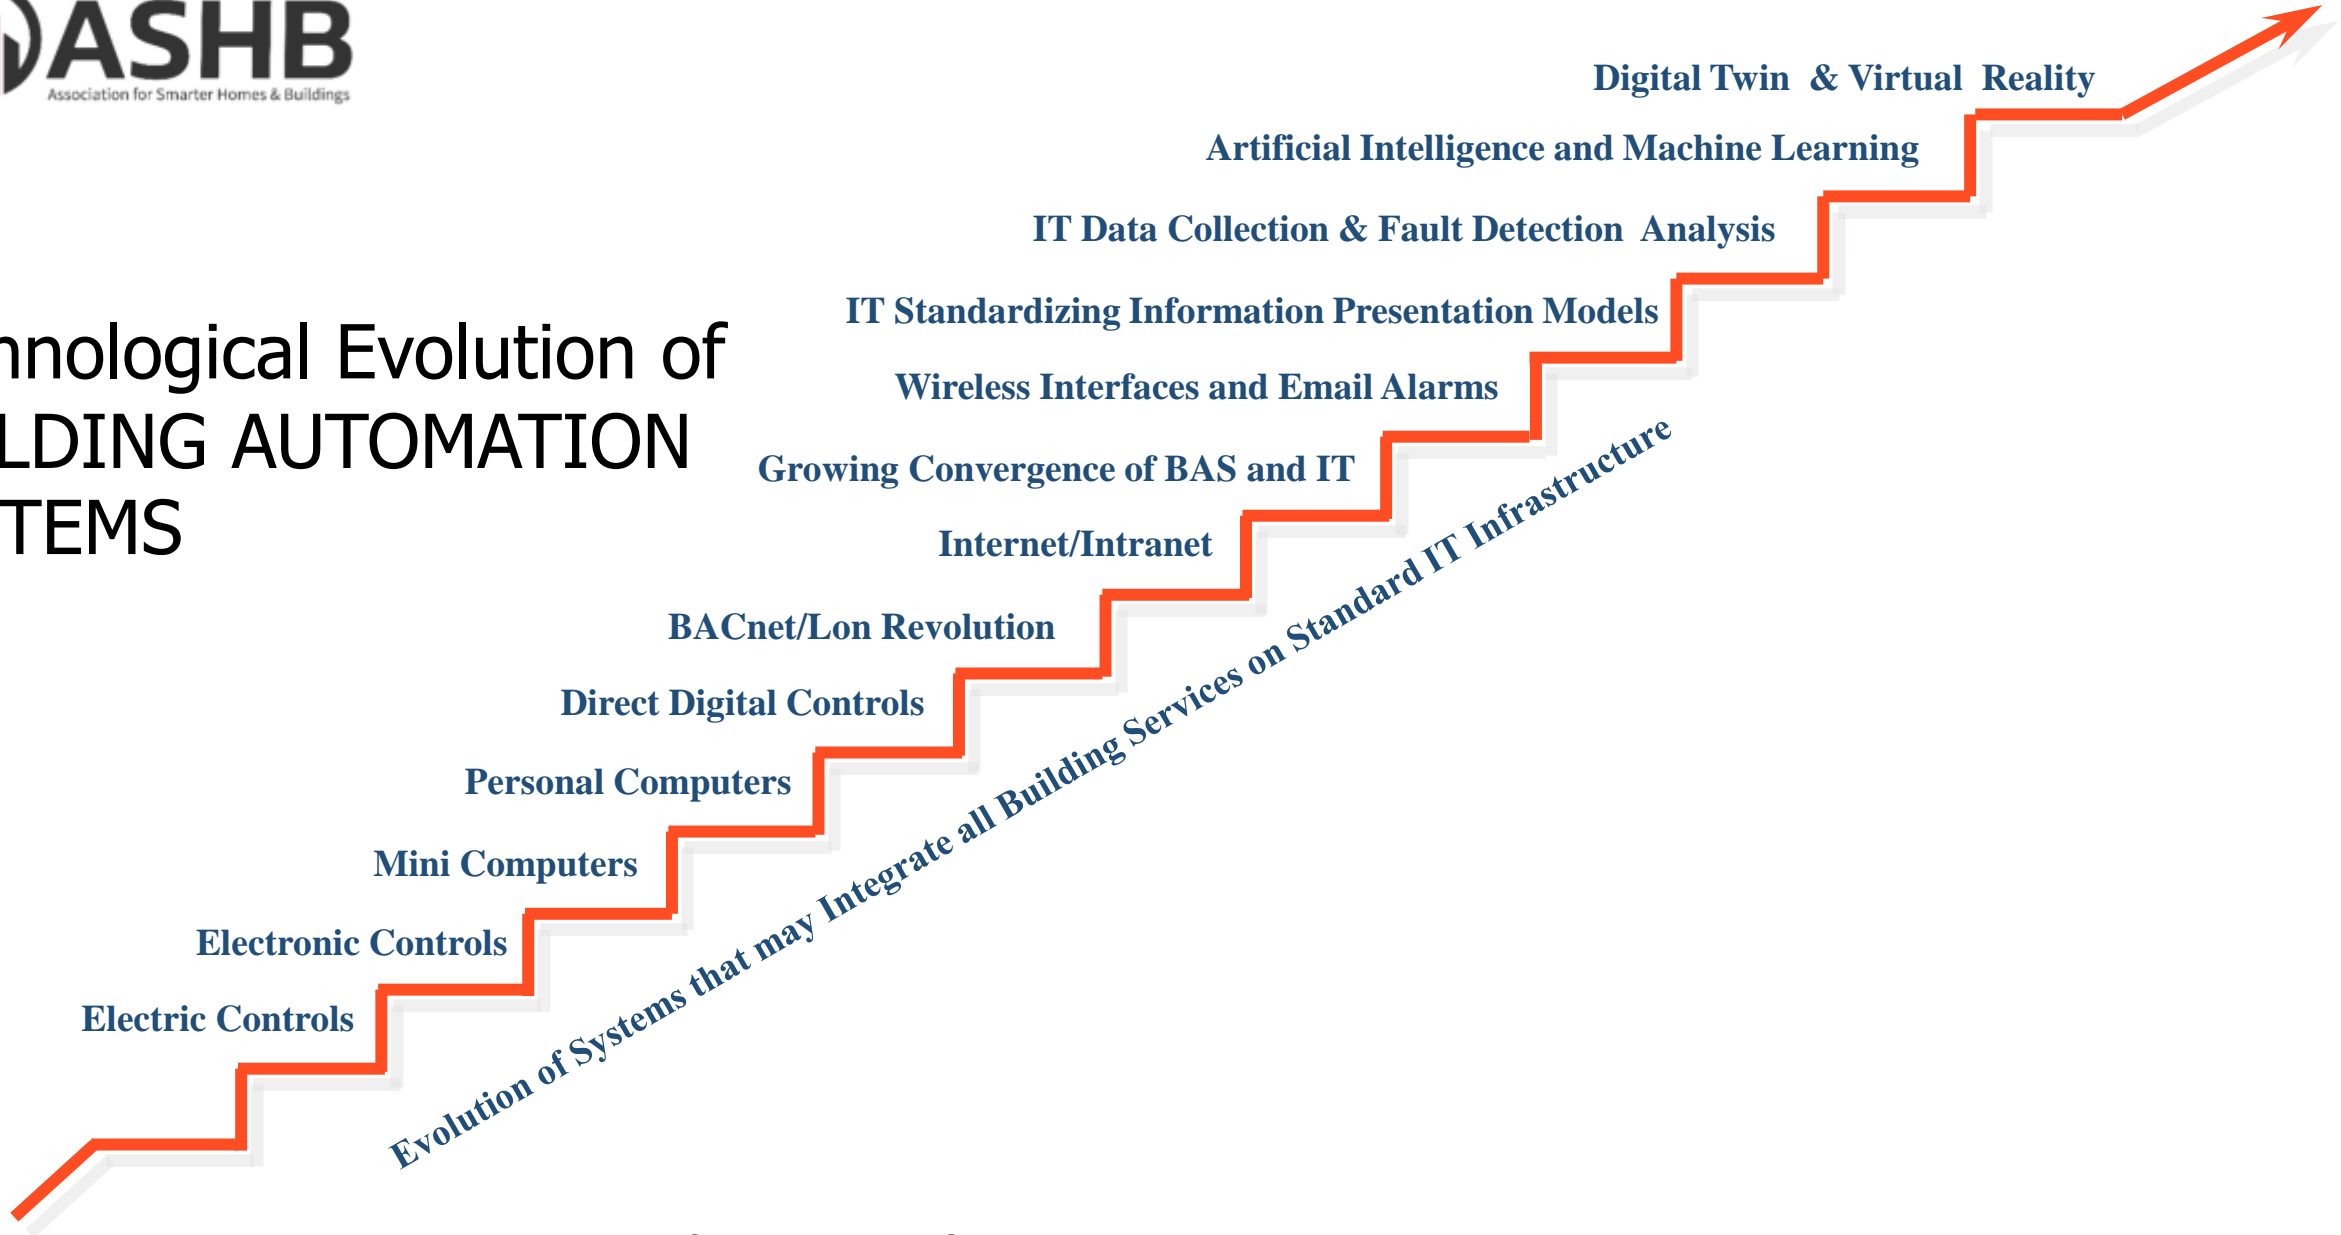 ASHB
Association for Smarter Homes & Buildings
Digital Twin & Virtual Reality
Artificial Intelligence and Machine Learning
IT Data Collection & Fault Detection Analysis
IT Standardizing Information Presentation Models
hnological Evolution of
LDING AUTOMATION
TEMS
Wireless Interfaces and Email Alarms
Growing Convergence of BAS and IT
Internet/Intranet
BACnet/Lon Revolution
Direct Digital Controls
Personal Computers
Mini Computers
Electronic Controls
Electric Controls
Evolution of Systems that may Integrate all Building Services on Standard IT Infrastructure